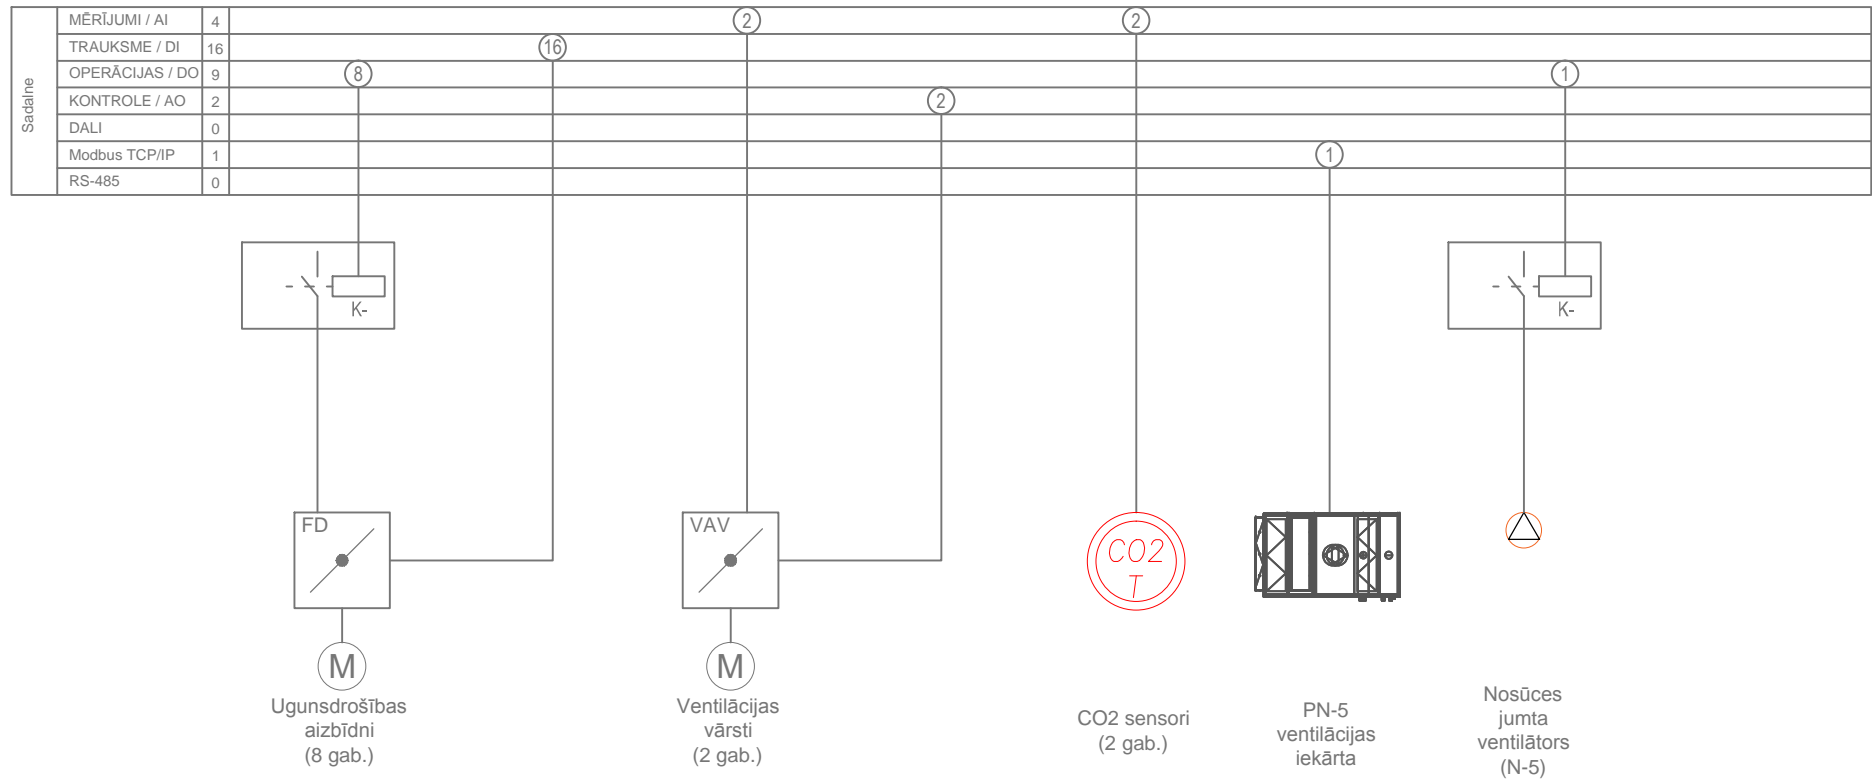 Sadalne
MĒRĪJUMI / AI 4 2 2
TRAUKSME / DI 16 16
OPERĀCIJAS / DO 9 8 1
KONTROLE / AO 2 2
DALI 0
Modbus TCP/IP 1 1
RS-485 0
K-
K-
FD
VAV
CO2
T
M
M
Ugunsdrošības
aizbīdni
(8 gab.)
Ventilācijas
vārsti
(2 gab.)
CO2 sensori
(2 gab.)
PN-5
ventilācijas
iekārta
Nosūces
jumta
ventilātors
(N-5)